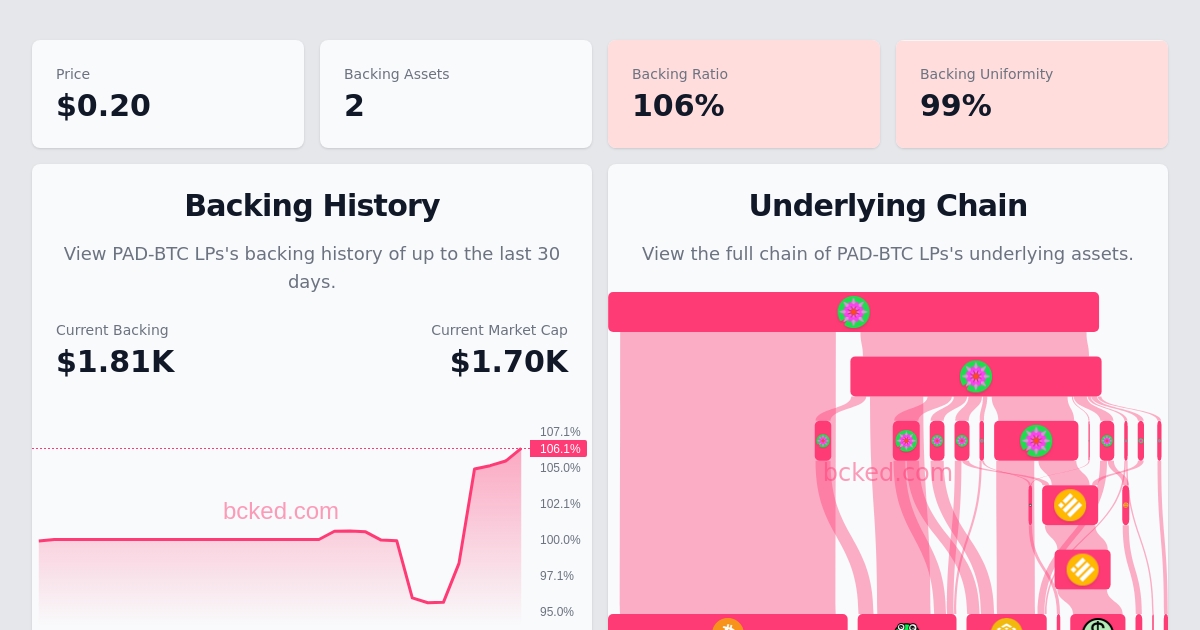 Price
$0.20
Backing Assets
2
Backing Ratio
106%
Backing Uniformity
99%
Backing History
View PAD-BTC LPs's backing history of up to the last 30
days.
Current Backing
$1.81K
Current Market Cap
$1.70K
107.1%
106.1%
105.0%
102.1%
100.0%
97.1%
95.0%
bcked.com
Underlying Chain
View the full chain of PAD-BTC LPs's underlying assets.
bcked.com